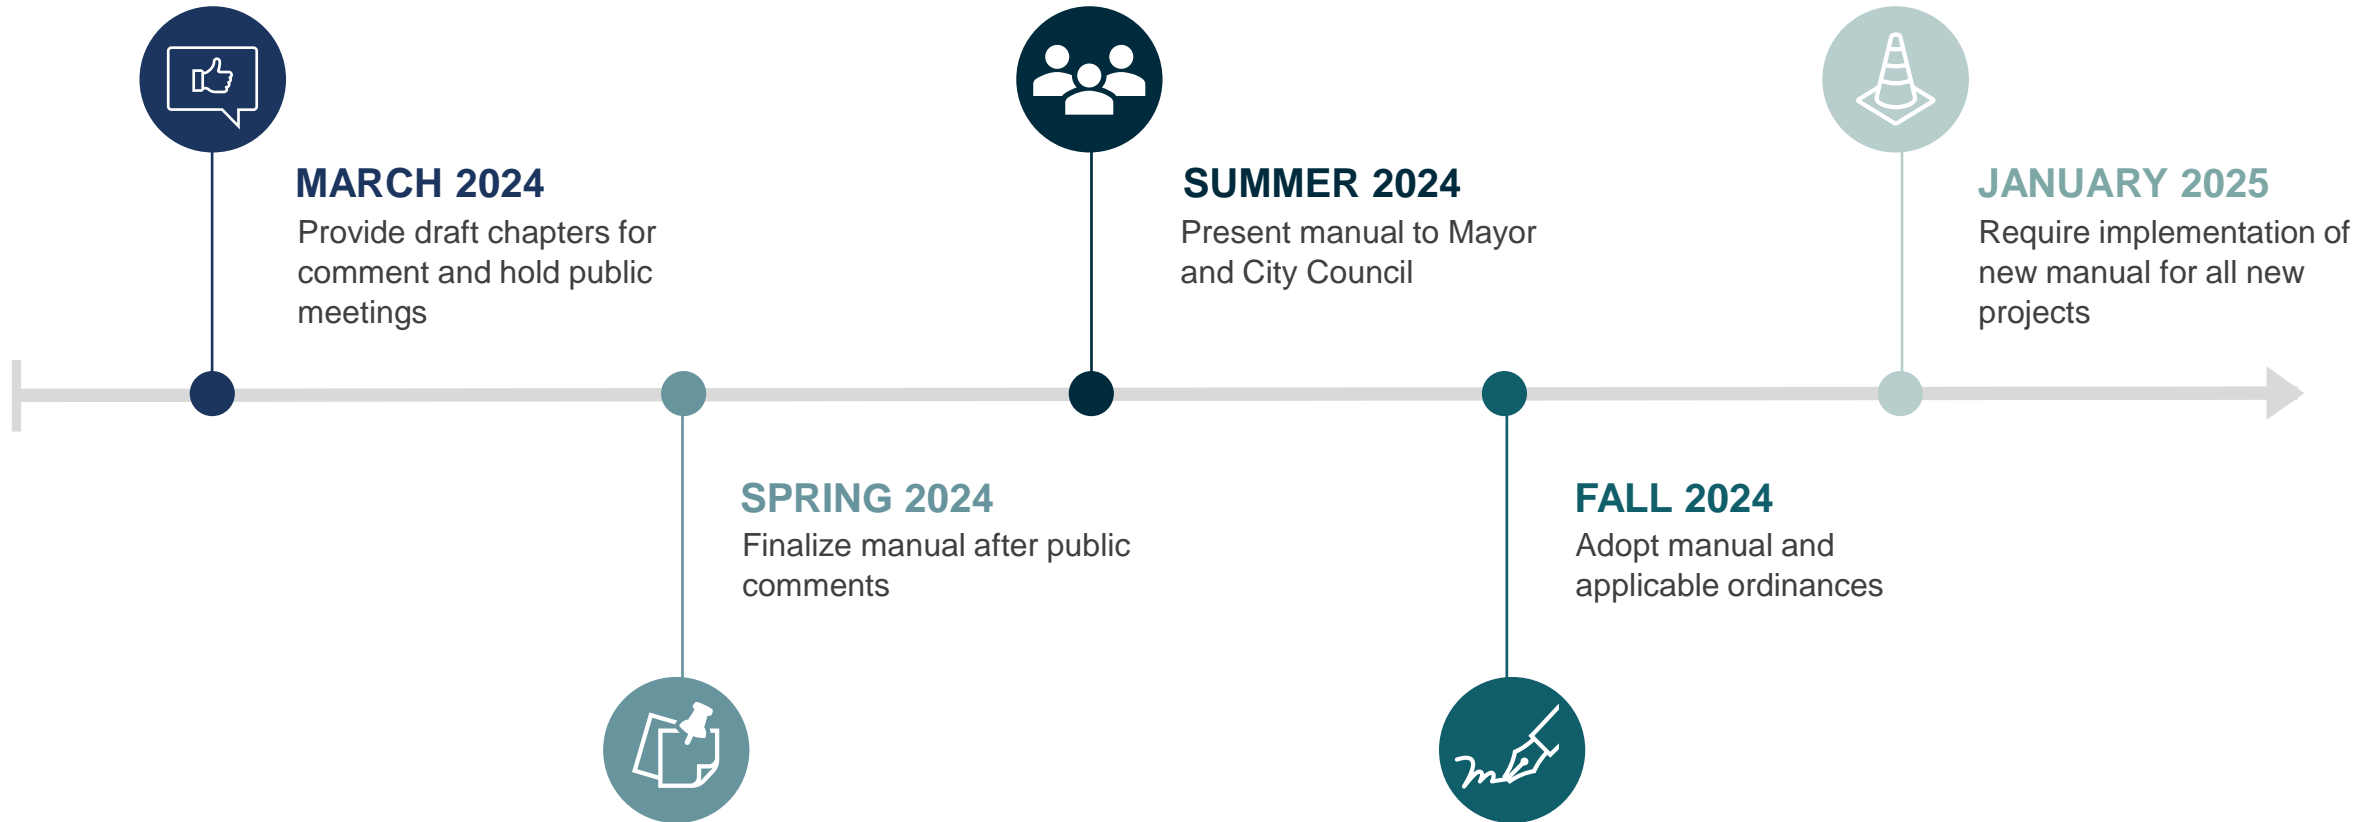 MARCH 2024
Provide draft chapters for
comment and hold public
meetings
SPRING 2024
Finalize manual after public
comments
SUMMER 2024
Present manual to Mayor
and City Council
FALL 2024
Adopt manual and
applicable ordinances
JANUARY 2025
Require implementation of
new manual for all new
projects